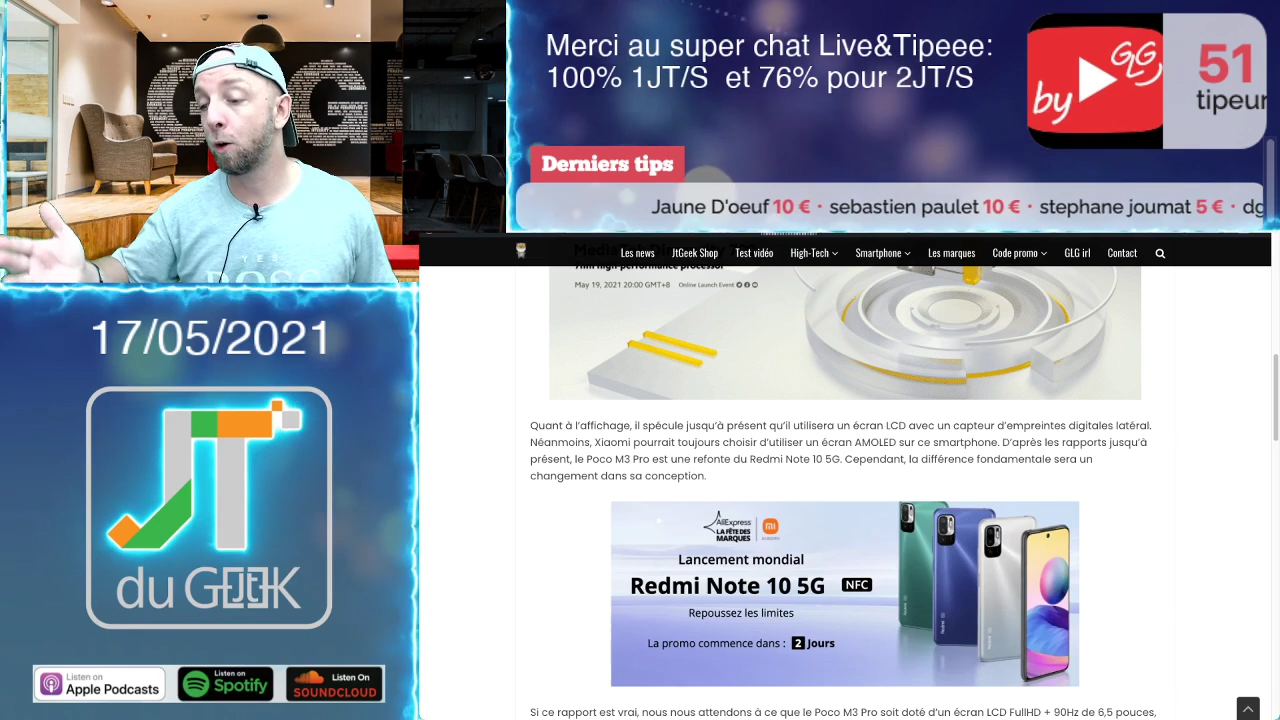 Merci au super chat Live&Tipeee:
100% 1JT/S - 200% pour 2JT/S
by GG
51
Derniers tips
Jaune D'oeuf 10 € · sebastien paulet 10 € · stephane joumat 5 € ·
Les news JtGeek Shop Test vidéo High-Tech Smartphone Les marques Code promo GLG irl Contact
May 19, 2021 20:00 GMT+8 Online Launch Event
YES
17/05/2021
JT
du GEEK
Listen on
Apple Podcasts
Listen on
Spotify
Listen On
SOUNDCLOUD
Quant à l'affichage, il spécule jusqu'à présent qu'il utilisera un écran LCD avec un capteur d'empreintes digitales latéral.
Néanmoins, Xiaomi pourrait toujours choisir d'utiliser un écran AMOLED sur ce smartphone. D'après les rapports jusqu'à
présent, le Poco M3 Pro est une refonte du Redmi Note 10 5G. Cependant, la différence fondamentale sera un
changement dans sa conception.
AliExpress
LA FÊTE DES
MARQUES
Lancement mondial
Redmi Note 10 5G NFC
Repoussez les limites
La promo commence dans : 2 Jours
Si ce rapport est vrai, nous nous attendons à ce que le Poco M3 Pro soit doté d'un écran LCD FullHD + 90Hz de 6,5 pouces,